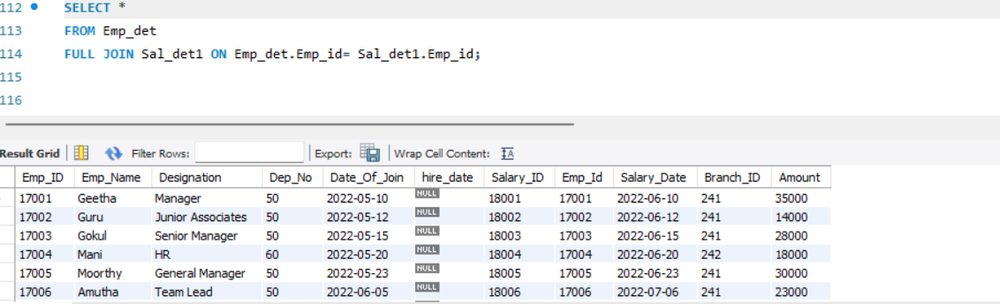 112 SELECT *
113 FROM Emp_det
114 FULL JOIN Sal_det1 ON Emp_det.Emp_id= Sal_det1.Emp_id;
115
116
Result Grid Filter Rows: Export: Wrap Cell Content: IA
Emp_ID Emp_Name Designation Dep_No Date_Of_Join hire_date Salary_ID Emp_Id Salary_Date Branch_ID Amount
17001 Geetha Manager 50 2022-05-10 NULL 18001 17001 2022-06-10 241 35000
17002 Guru Junior Associates 50 2022-05-12 NULL 18002 17002 2022-06-12 241 14000
17003 Gokul Senior Manager 50 2022-05-15 NULL 18003 17003 2022-06-15 241 28000
17004 Mani HR 60 2022-05-20 NULL 18004 17004 2022-06-20 242 18000
17005 Moorthy General Manager 50 2022-05-23 NULL 18005 17005 2022-06-23 241 30000
17006 Amutha Team Lead 50 2022-06-05 NULL 18006 17006 2022-07-06 241 23000